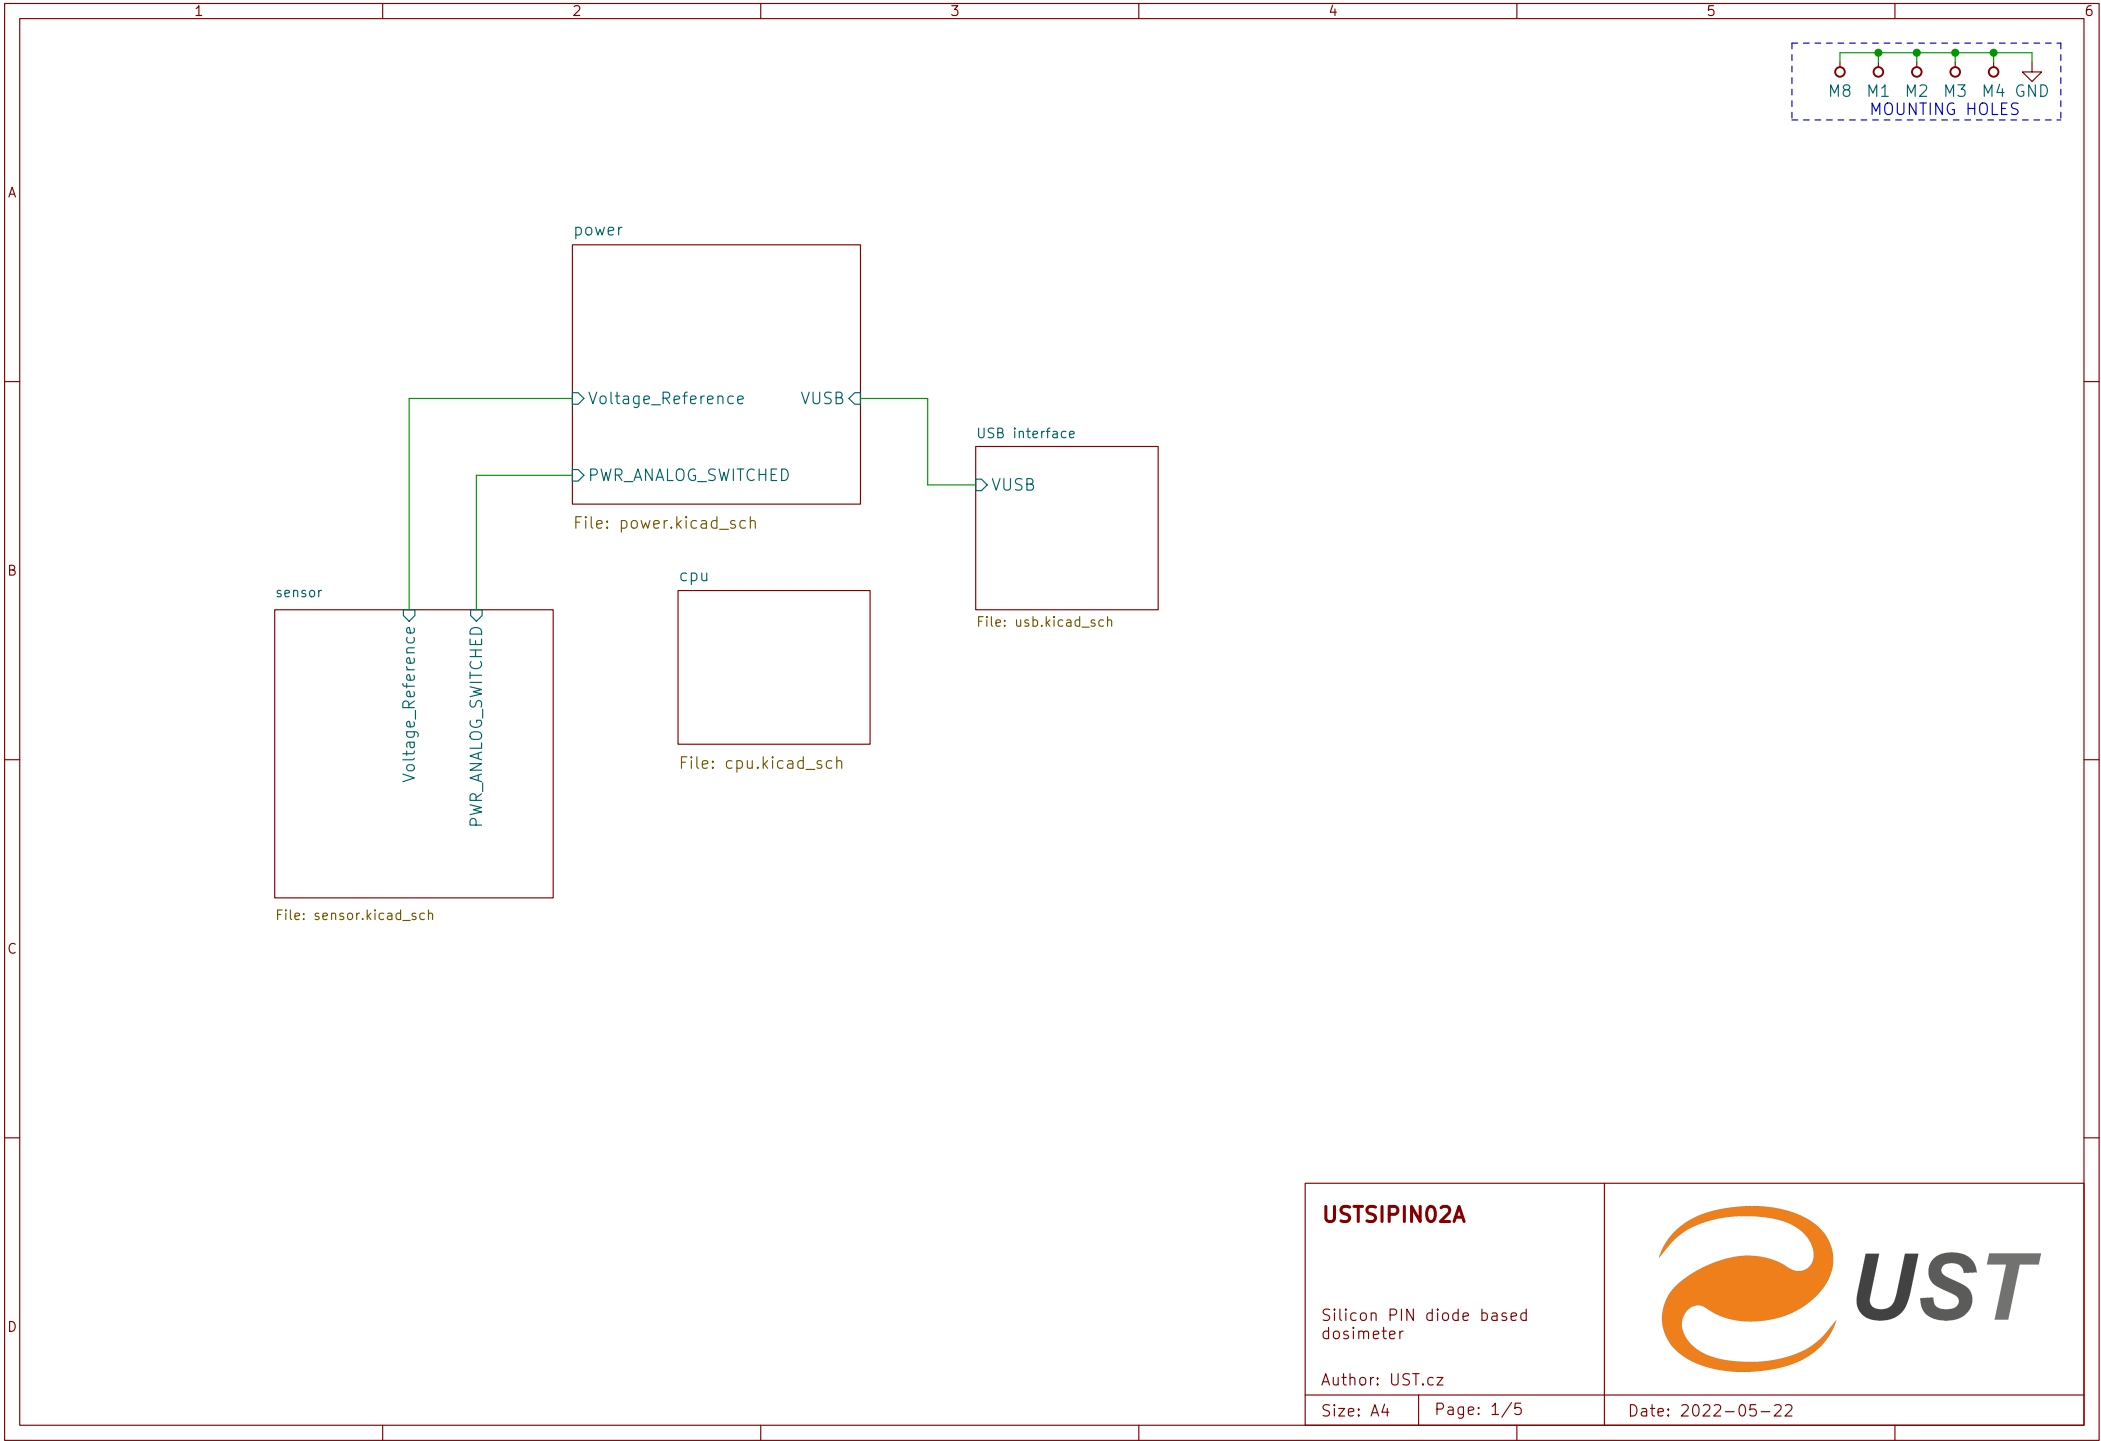 1 2 3 4 5 6
M8 M1 M2 M3 M4 GND
MOUNTING HOLES
A
power
Voltage_Reference VUSB
PWR_ANALOG_SWITCHED
File: power.kicad_sch
USB interface
VUSB
File: usb.kicad_sch
B
cpu
File: cpu.kicad_sch
sensor
Voltage_Reference
PWR_ANALOG_SWITCHED
File: sensor.kicad_sch
C
D
USTSIPIN02A
Silicon PIN diode based
dosimeter
Author: UST.cz
Size: A4
Page: 1/5
UST
Date: 2022-05-22